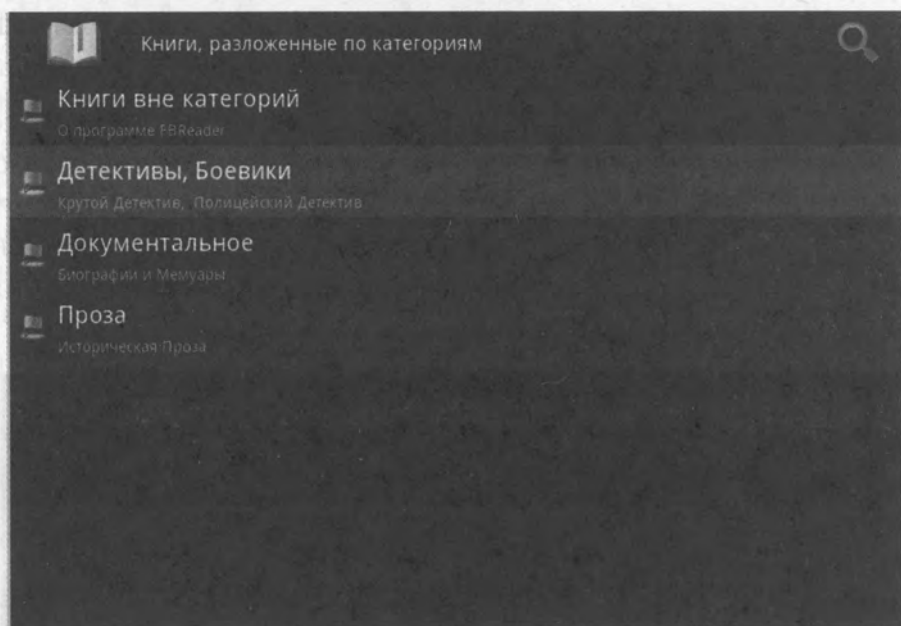 Книги, разложенные по категориям
Книги вне категорий
О программе FBReader
Детективы, Боевики
Крутой Детектив, Полицейский Детектив
Документальное
Биографии и Мемуары
Проза
Историческая Проза